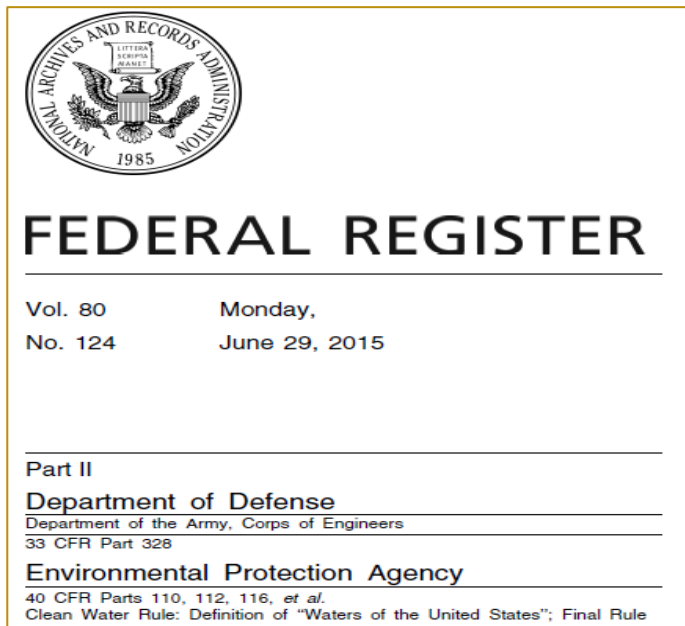 NATIONAL ARCHIVES AND RECORDS ADMINISTRATION
LITTERA
SCRIPTA
MANET
1985
FEDERAL REGISTER
Vol. 80 Monday,
No. 124 June 29, 2015
Part II
Department of Defense
Department of the Army, Corps of Engineers
33 CFR Part 328
Environmental Protection Agency
40 CFR Parts 110, 112, 116, et al.
Clean Water Rule: Definition of “Waters of the United States”; Final Rule